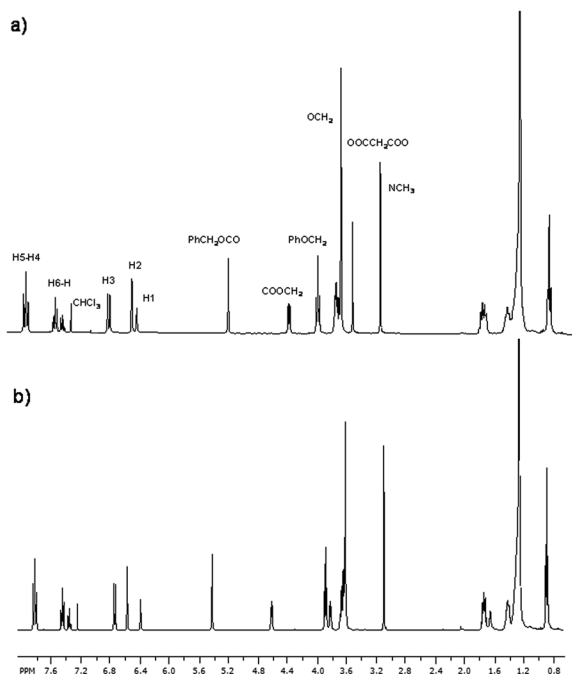 a)
OCH2
OOCCH2COO
NCH3
PhCH2OCO
PhOCH2
H5-H4
H6-H
H3
H2
CHCl3
COOCH2
H1
b)
PPM 7.6 7.2 6.8 6.4 6.0 5.6 5.2 4.8 4.4 4.0 3.6 3.2 2.8 2.4 2.0 1.6 1.2 0.8